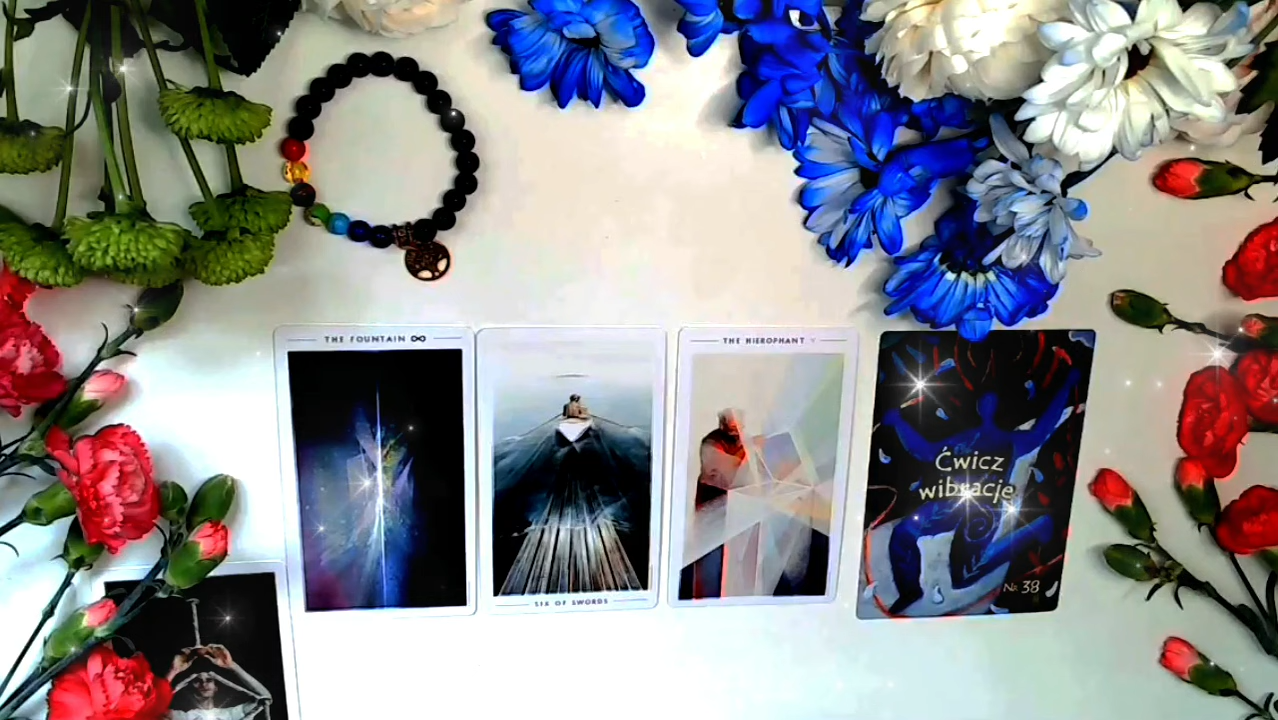 THE FOUNTAIN ∞
SIX OF SWORDS
THE HIEROPHANT V
Ćwicz
wibracje
№ 38